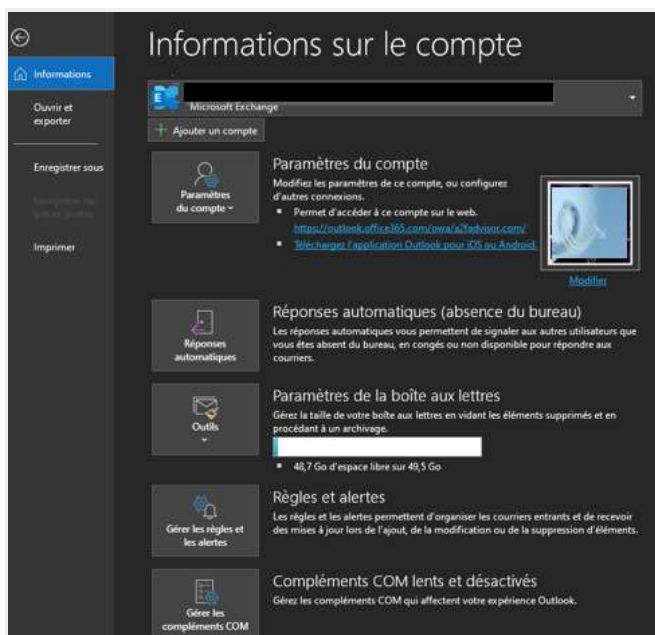 Informations sur le compte
Informations
Ouvrir et
exporter
Enregistrer sous
Imprimer
E
Microsoft Exchange
Ajouter un compte
Paramètres
du compte
Paramètres du compte
Modifiez les paramètres de ce compte, ou configurez
d'autres connexions.
Permet d'accéder à ce compte sur le web.
https://outlook.office365.com/owa/a2fadvisor.com/
Téléchargez l'application Outlook pour iOS ou Android.
Modifier
Réponses
automatiques
Réponses automatiques (absence du bureau)
Les réponses automatiques vous permettent de signaler aux autres utilisateurs que
vous êtes absent du bureau, en congés ou non disponible pour répondre aux
courriers.
Outils
Paramètres de la boîte aux lettres
Gérez la taille de votre boîte aux lettres en vidant les éléments supprimés et en
procédant à un archivage.
48,7 Go d'espace libre sur 49,5 Go
Gérer les règles et
les alertes
Règles et alertes
Les règles et les alertes permettent d'organiser les courriers entrants et de recevoir
des mises à jour lors de l'ajout, de la modification ou de la suppression d'éléments.
Gérer les
compléments COM
Compléments COM lents et désactivés
Gérez les compléments COM qui affectent votre expérience Outlook.